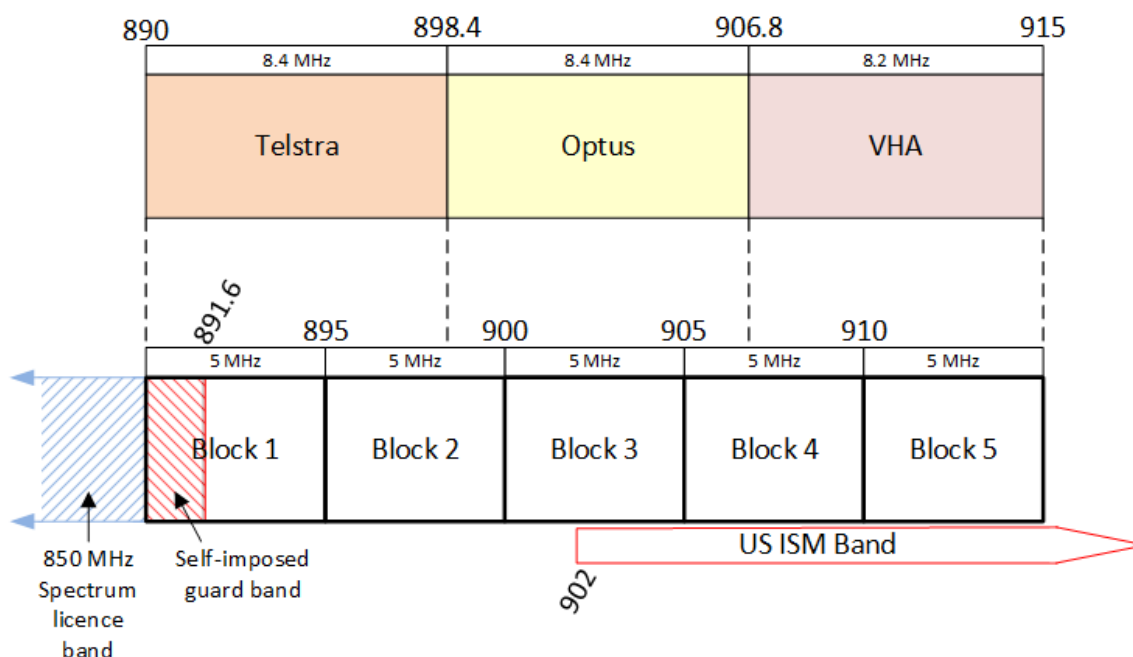 890 898.4 906.8 915
8.4 MHz 8.4 MHz 8.2 MHz
Telstra Optus VHA
891.6
895 900 905 910
5 MHz 5 MHz 5 MHz 5 MHz 5 MHz
Block 1 Block 2 Block 3 Block 4 Block 5
US ISM Band
902
850 MHz
Spectrum
licence
band
Self-imposed
guard band